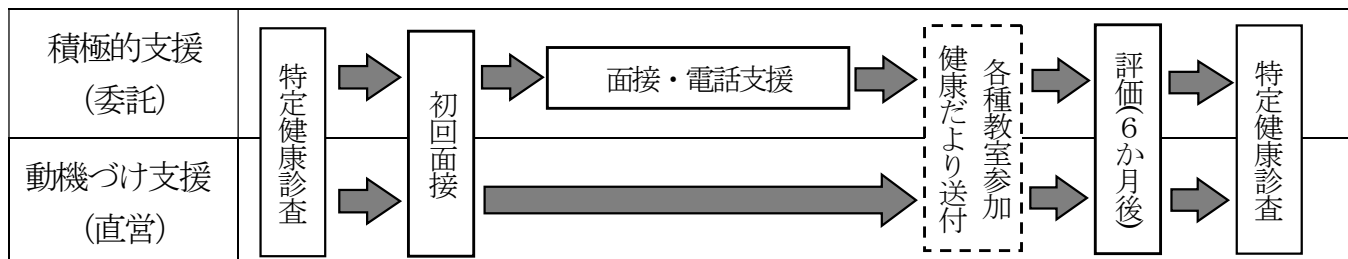 積極的支援
（委託）
特定健康診査
初回面接
面接・電話支援
各種教室参加
健康だより送付
評価（６か月後）
特定健康診査
動機づけ支援
（直営）